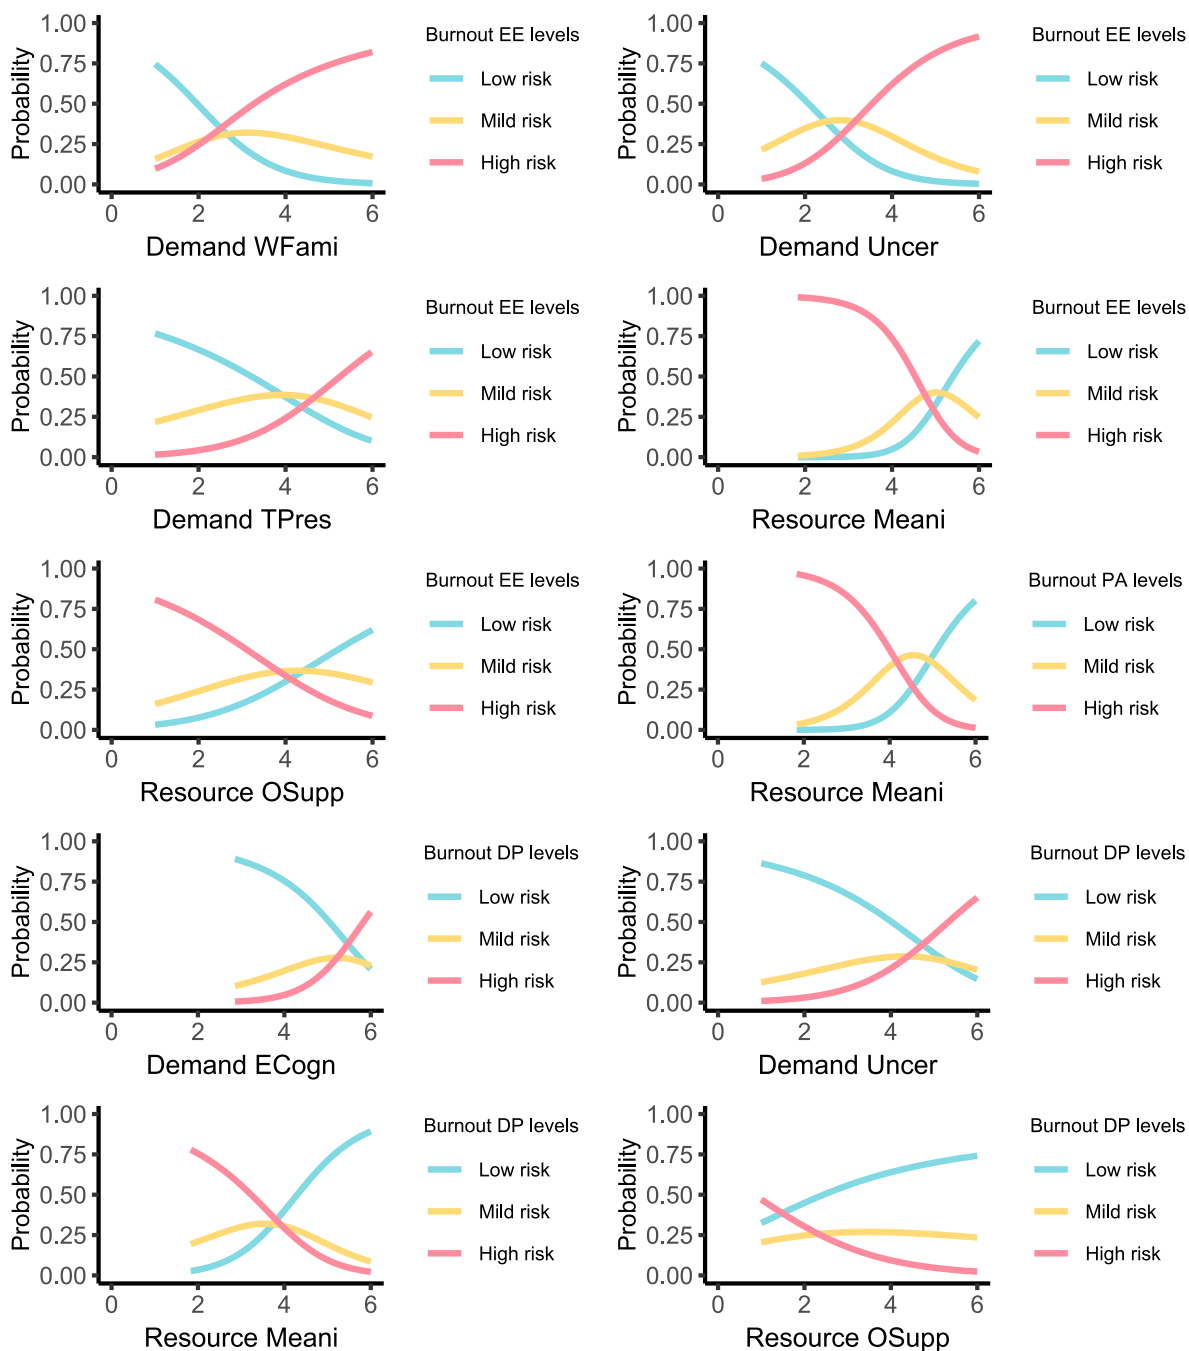 Probability
1.00
0.75
0.50
0.25
0.00
0 2 4 6
Demand WFami
Burnout EE levels
Low risk
Mild risk
High risk
Probability
1.00
0.75
0.50
0.25
0.00
0 2 4 6
Demand Uncer
Burnout EE levels
Low risk
Mild risk
High risk
Probability
1.00
0.75
0.50
0.25
0.00
0 2 4 6
Demand TPres
Burnout EE levels
Low risk
Mild risk
High risk
Probability
1.00
0.75
0.50
0.25
0.00
0 2 4 6
Resource Meani
Burnout EE levels
Low risk
Mild risk
High risk
Probability
1.00
0.75
0.50
0.25
0.00
0 2 4 6
Resource OSupp
Burnout EE levels
Low risk
Mild risk
High risk
Probability
1.00
0.75
0.50
0.25
0.00
0 2 4 6
Resource Meani
Burnout PA levels
Low risk
Mild risk
High risk
Probability
1.00
0.75
0.50
0.25
0.00
0 2 4 6
Demand ECogn
Burnout DP levels
Low risk
Mild risk
High risk
Probability
1.00
0.75
0.50
0.25
0.00
0 2 4 6
Demand Uncer
Burnout DP levels
Low risk
Mild risk
High risk
Probability
1.00
0.75
0.50
0.25
0.00
0 2 4 6
Resource Meani
Burnout DP levels
Low risk
Mild risk
High risk
Probability
1.00
0.75
0.50
0.25
0.00
0 2 4 6
Resource OSupp
Burnout DP levels
Low risk
Mild risk
High risk